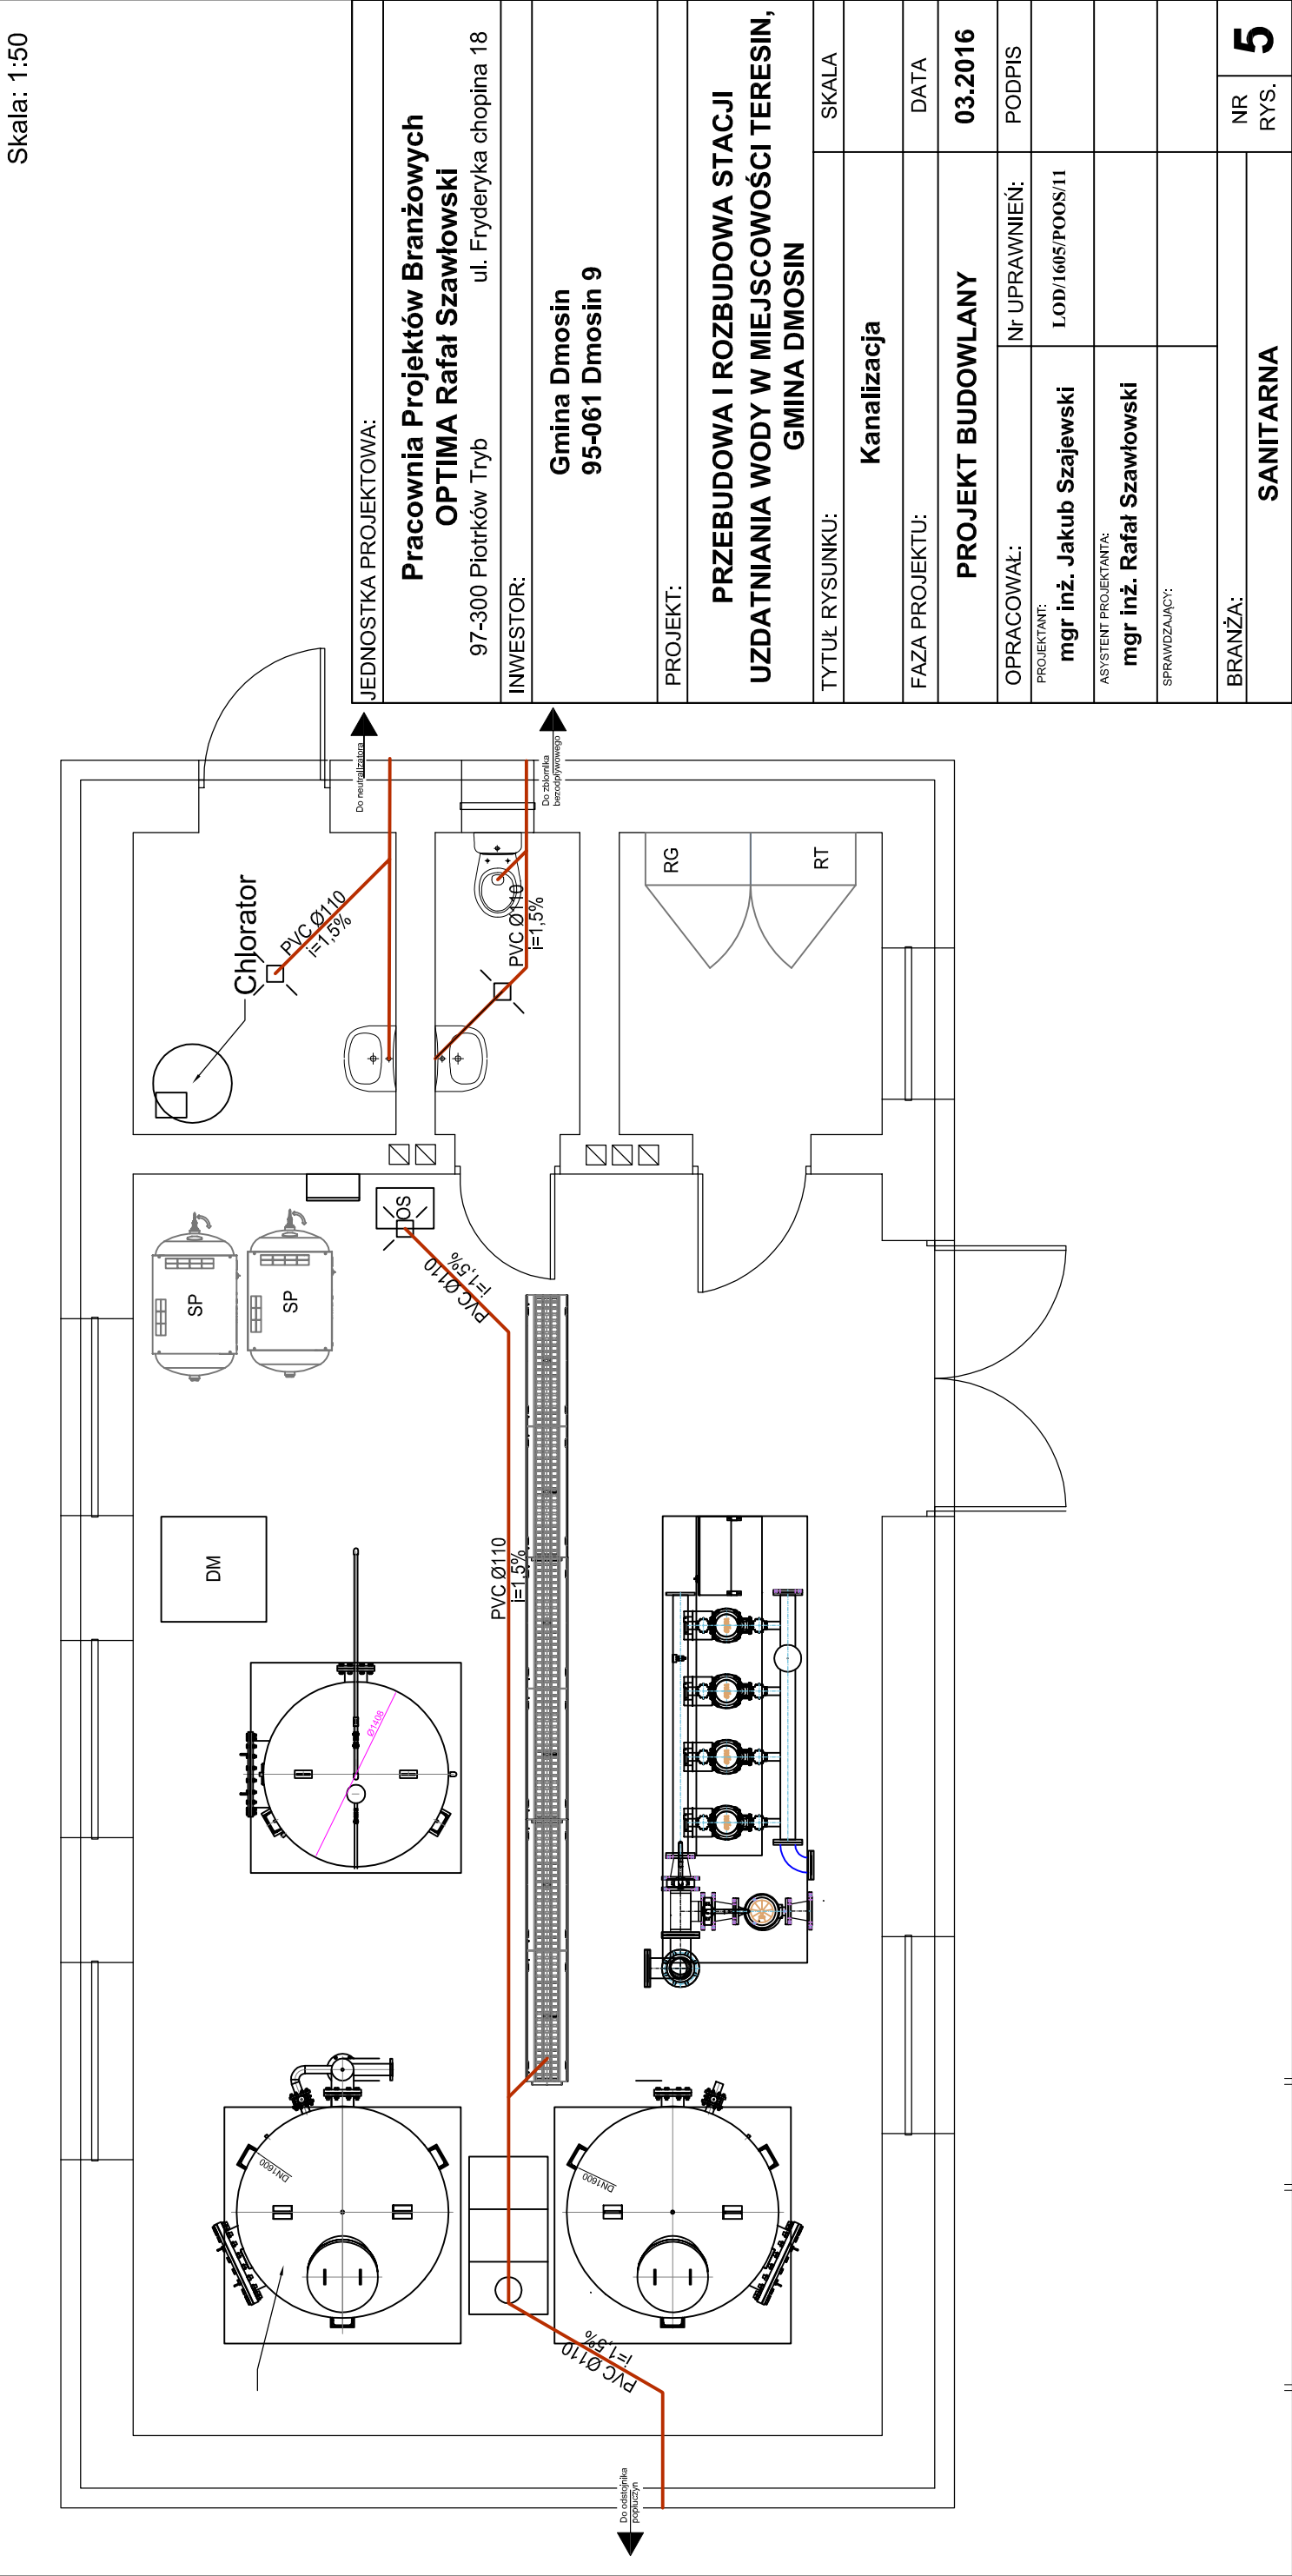 Skala: 1:50
JEDNOSTKA PROJEKTOWA:
Pracownia Projektów Branżowych
OPTIMA Rafał Szawłowski
97-300 Piotrków Tryb ul. Fryderyka chopina 18
INWESTOR:
Gmina Dmosin
95-061 Dmosin 9
PROJEKT:
PRZEBUDOWA I ROZBUDOWA STACJI
UZDATNIANIA WODY W MIEJSCOWOŚCI TERESIN,
GMINA DMOSIN
TYTUŁ RYSUNKU: SKALA
Kanalizacja
FAZA PROJEKTU: DATA
PROJEKT BUDOWLANY 03.2016
OPRACOWAŁ: Nr UPRAWNIEŃ: PODPIS
PROJEKTANT:
mgr inż. Jakub Szajewski LOD/1605/POOS/11
ASYSTENT PROJEKTANTA:
mgr inż. Rafał Szawłowski
SPRAWDZAJĄCY:
BRANŻA: NR
RYS. 5
SANITARNA
Do neutralizatora
Do zbiornika
bezodpływowego
Chlorator
PVC Ø110
i=1,5%
PVC Ø110
i=1,5%
RG
RT
OS
PVC Ø110
i=1,5%
SP
SP
DM
PVC Ø110
i=1,5%
Ø1408
DN1600
DN1600
PVC Ø110
i=1,5%
Do odstojnika
popłuczyn